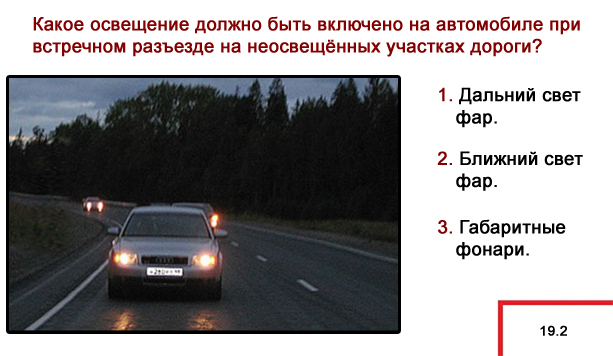 Какое освещение должно быть включено на автомобиле при
встречном разъезде на неосвещённых участках дороги?
1. Дальний свет
фар.
2. Ближний свет
фар.
3. Габаритные
фонари.
19.2